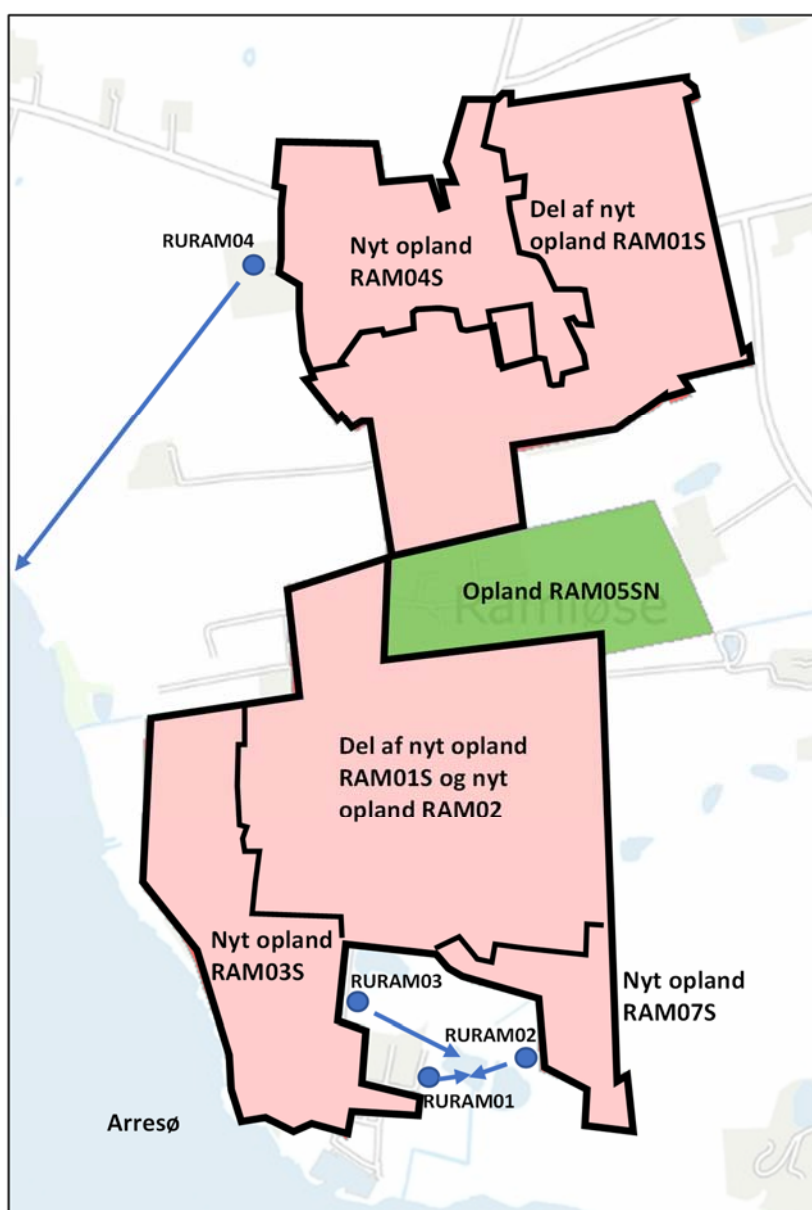 Del af nyt
opland RAM01S
RURAM04
Nyt opland
RAM04S
Opland RAM05SN
Ramløse
Del af nyt opland
RAM01S og nyt
opland RAM02
Nyt opland
RAM03S
RURAM03
Nyt opland
RAM07S
RURAM02
RURAM01
Arresø